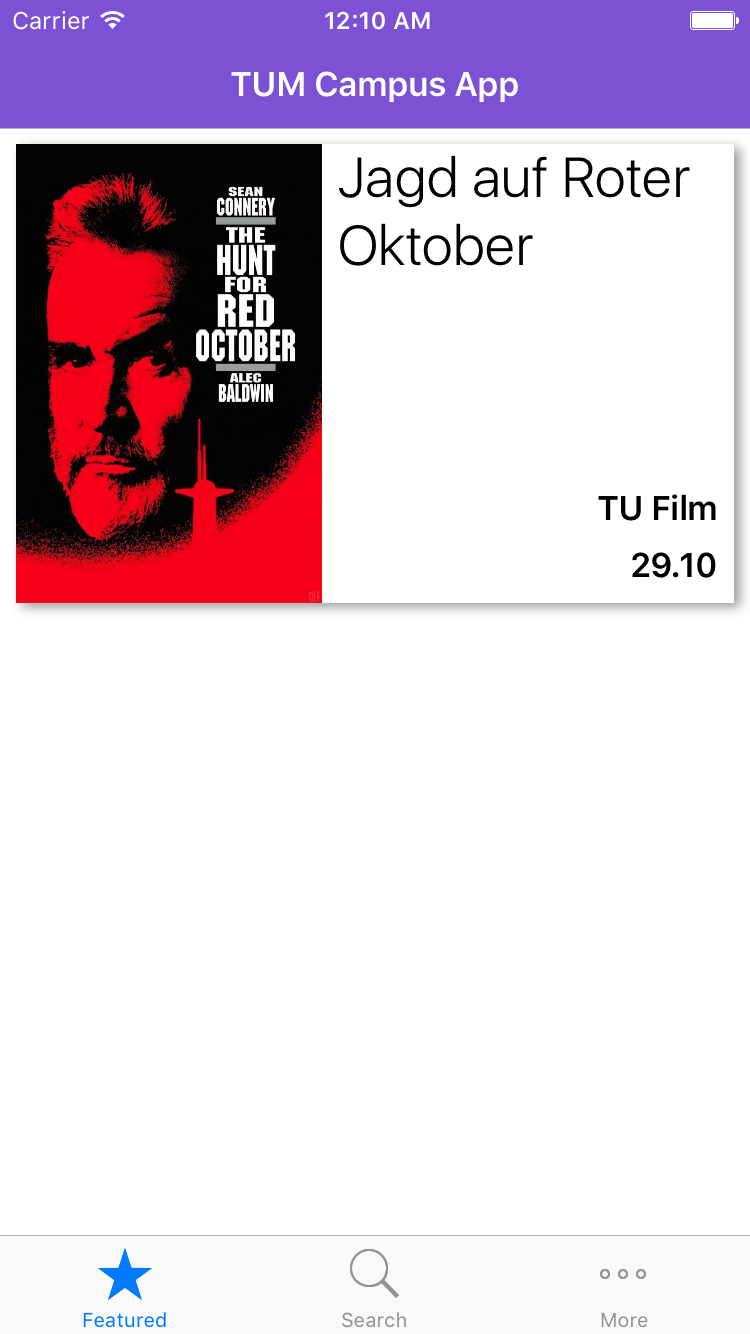 Carrier 12:10 AM
TUM Campus App
SEAN
CONNERY
THE
HUNT
FOR
RED
OCTOBER
ALEC
BALDWIN
Jagd auf Roter
Oktober
TU Film
29.10
Featured Search More